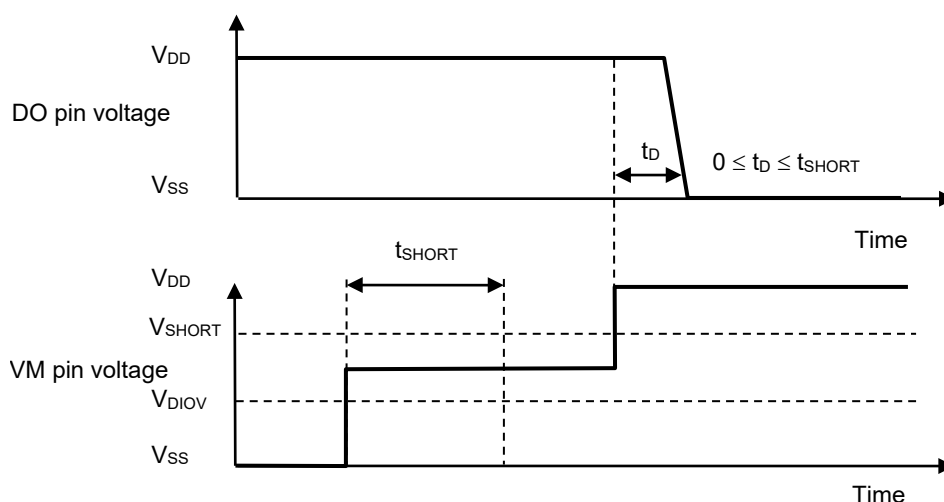 VDD
DO pin voltage
tD
0 ≤ tD ≤ tSHORT
VSS
Time
tSHORT
VDD
VSHORT
VM pin voltage
VDIOV
VSS
Time